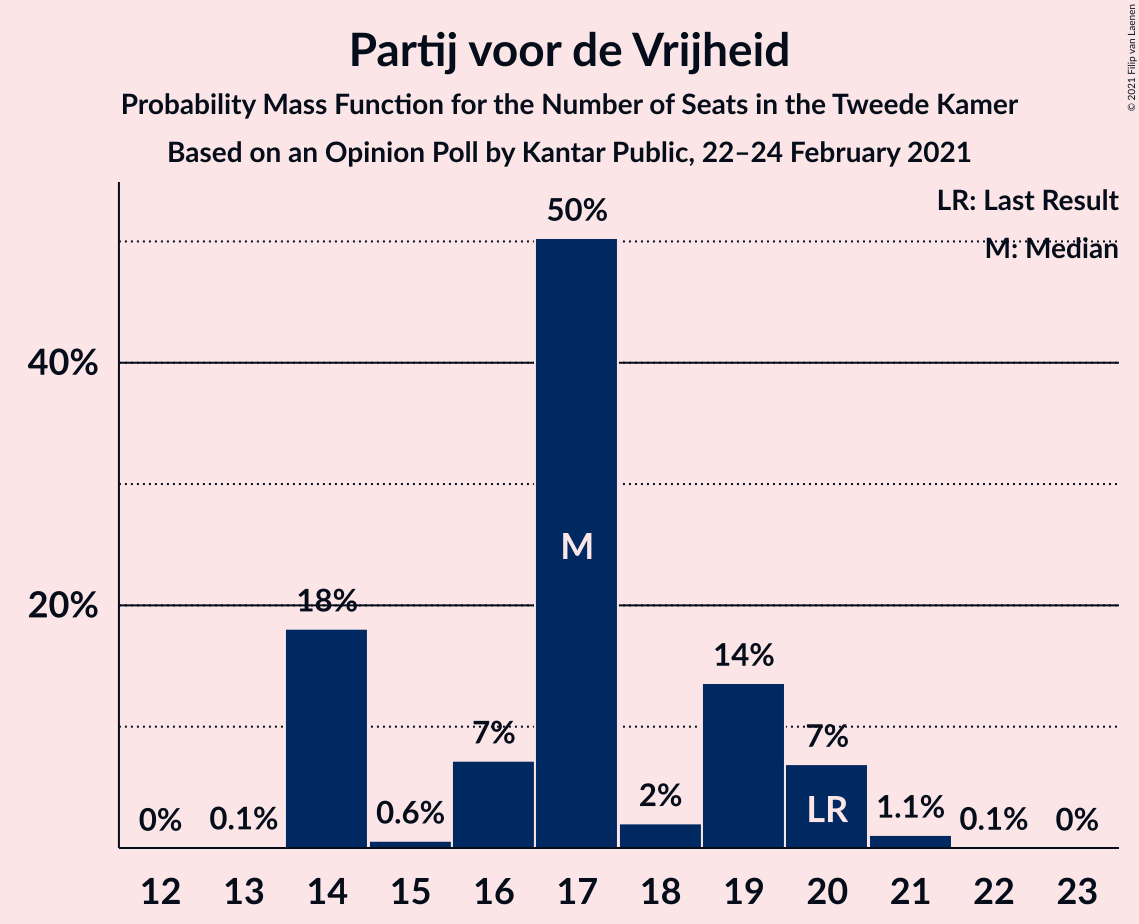 Partij voor de Vrijheid
Probability Mass Function for the Number of Seats in the Tweede Kamer
Based on an Opinion Poll by Kantar Public, 22–24 February 2021
© 2021 Filip van Laenen
LR: Last Result
M: Median
50%
40%
M
20%
18%
14%
7%
7%
2%
LR
0%
0.1%
0.6%
1.1%
0.1%
0%
12 13 14 15 16 17 18 19 20 21 22 23